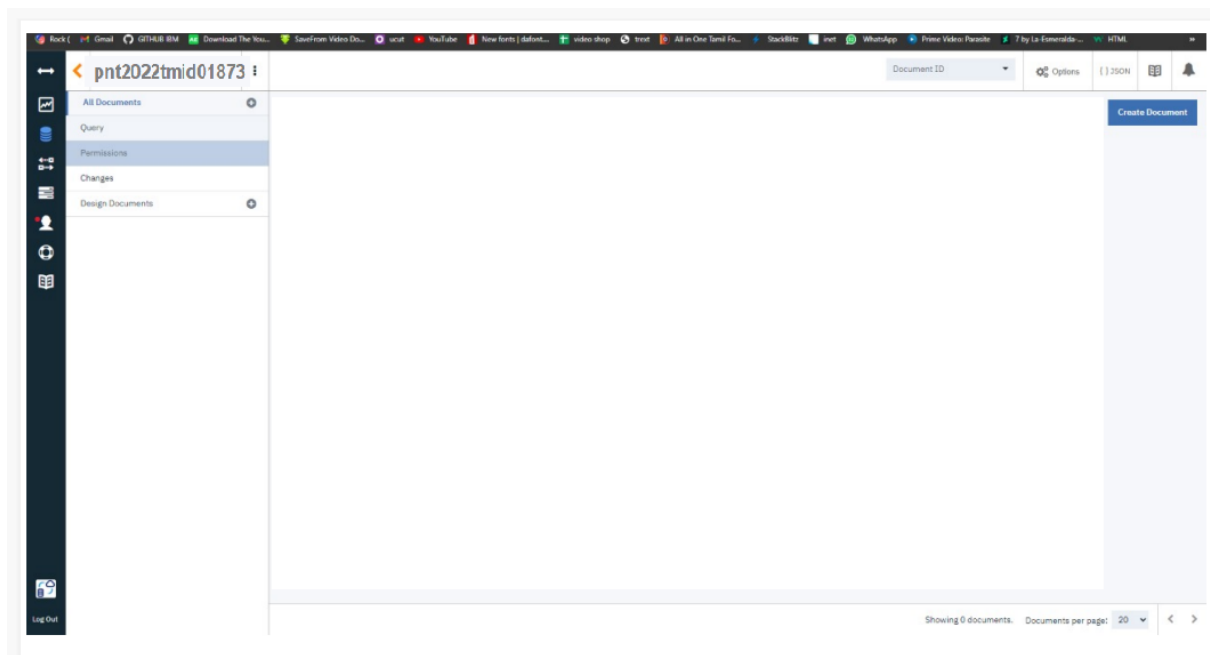 Rock ( Gmail GITHUB IBM Download The You... SaveFrom Video Do... ucut YouTube New fonts | dafont... video shop trext All in One Tamil Fo... StackBlitz inet WhatsApp Prime Video: Parasite 7 by La-Esmeralda-... HTML »
pnt2022tmid01873 Document ID Options { } JSON
All Documents Create Document
Query
Permissions
Changes
Design Documents
Log Out Showing 0 documents. Documents per page: 20